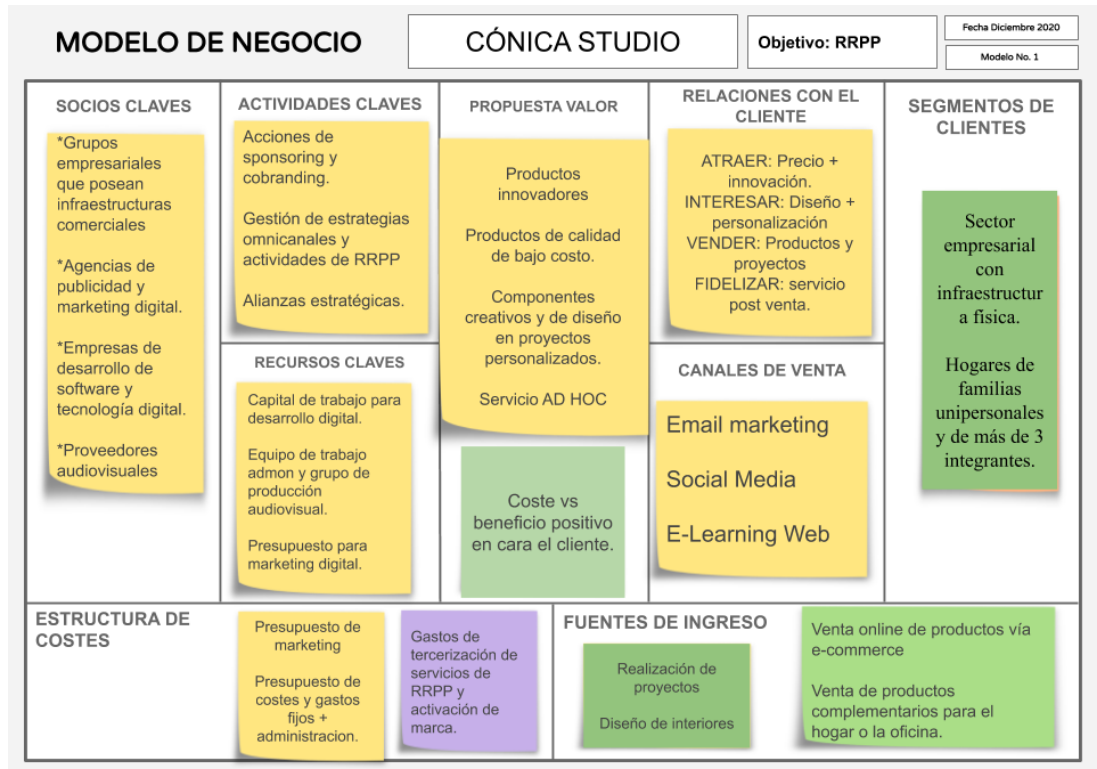 MODELO DE NEGOCIO
CÓNICA STUDIO
Objetivo: RRPP
Fecha Diciembre 2020
Modelo No. 1
SOCIOS CLAVES
*Grupos
empresariales
que posean
infraestructuras
comerciales
*Agencias de
publicidad y
marketing digital.
*Empresas de
desarrollo de
software y
tecnología digital.
*Proveedores
audiovisuales
ACTIVIDADES CLAVES
Acciones de
sponsoring y
cobranding.
Gestión de estrategias
omnicanales y
actividades de RRPP
Alianzas estratégicas.
RECURSOS CLAVES
Capital de trabajo para
desarrollo digital.
Equipo de trabajo
admon y grupo de
producción
audiovisual.
Presupuesto para
marketing digital.
PROPUESTA VALOR
Productos
innovadores
Productos de calidad
de bajo costo.
Componentes
creativos y de diseño
en proyectos
personalizados.
Servicio AD HOC
Coste vs
beneficio positivo
en cara el cliente.
RELACIONES CON EL
CLIENTE
ATRAER: Precio +
innovación.
INTERESAR: Diseño +
personalización
VENDER: Productos y
proyectos
FIDELIZAR: servicio
post venta.
CANALES DE VENTA
Email marketing
Social Media
E-Learning Web
SEGMENTOS DE
CLIENTES
Sector
empresarial
con
infraestructur
a física.
Hogares de
familias
unipersonales
y de más de 3
integrantes.
ESTRUCTURA DE
COSTES
Presupuesto de
marketing
Presupuesto de
costes y gastos
fijos +
administracion.
Gastos de
tercerización de
servicios de
RRPP y
activación de
marca.
FUENTES DE INGRESO
Realización de
proyectos
Diseño de interiores
Venta online de productos vía
e-commerce
Venta de productos
complementarios para el
hogar o la oficina.